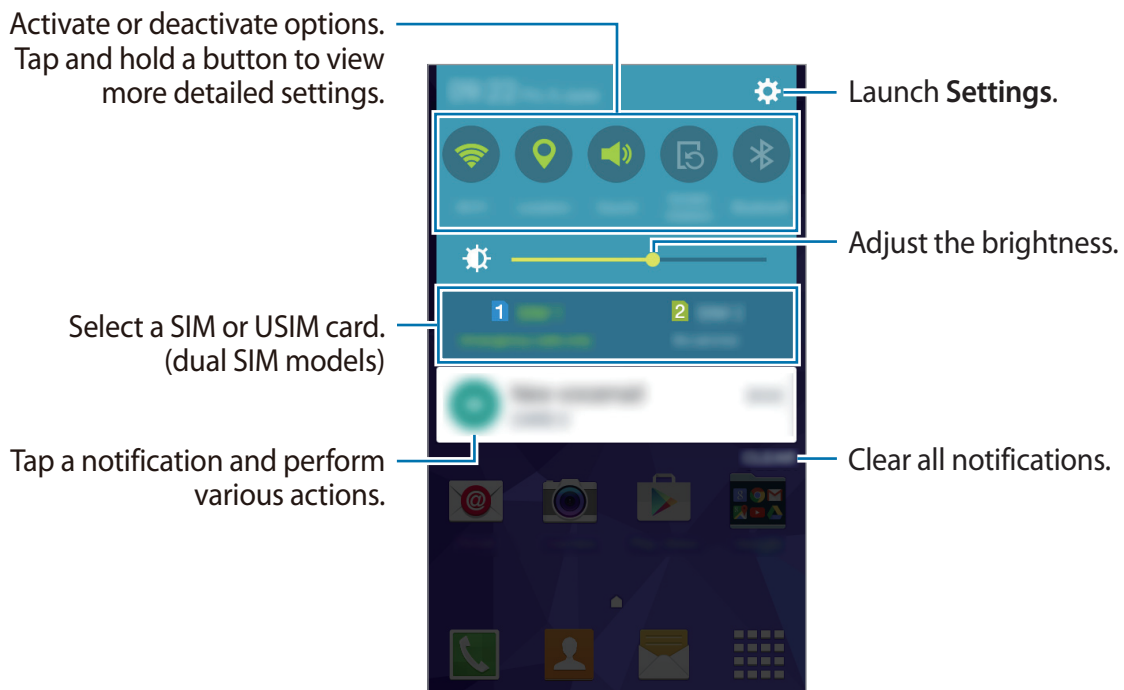 Activate or deactivate options.
Tap and hold a button to view
more detailed settings.
Launch Settings.
Adjust the brightness.
1
2
Select a SIM or USIM card.
(dual SIM models)
Tap a notification and perform
various actions.
Clear all notifications.